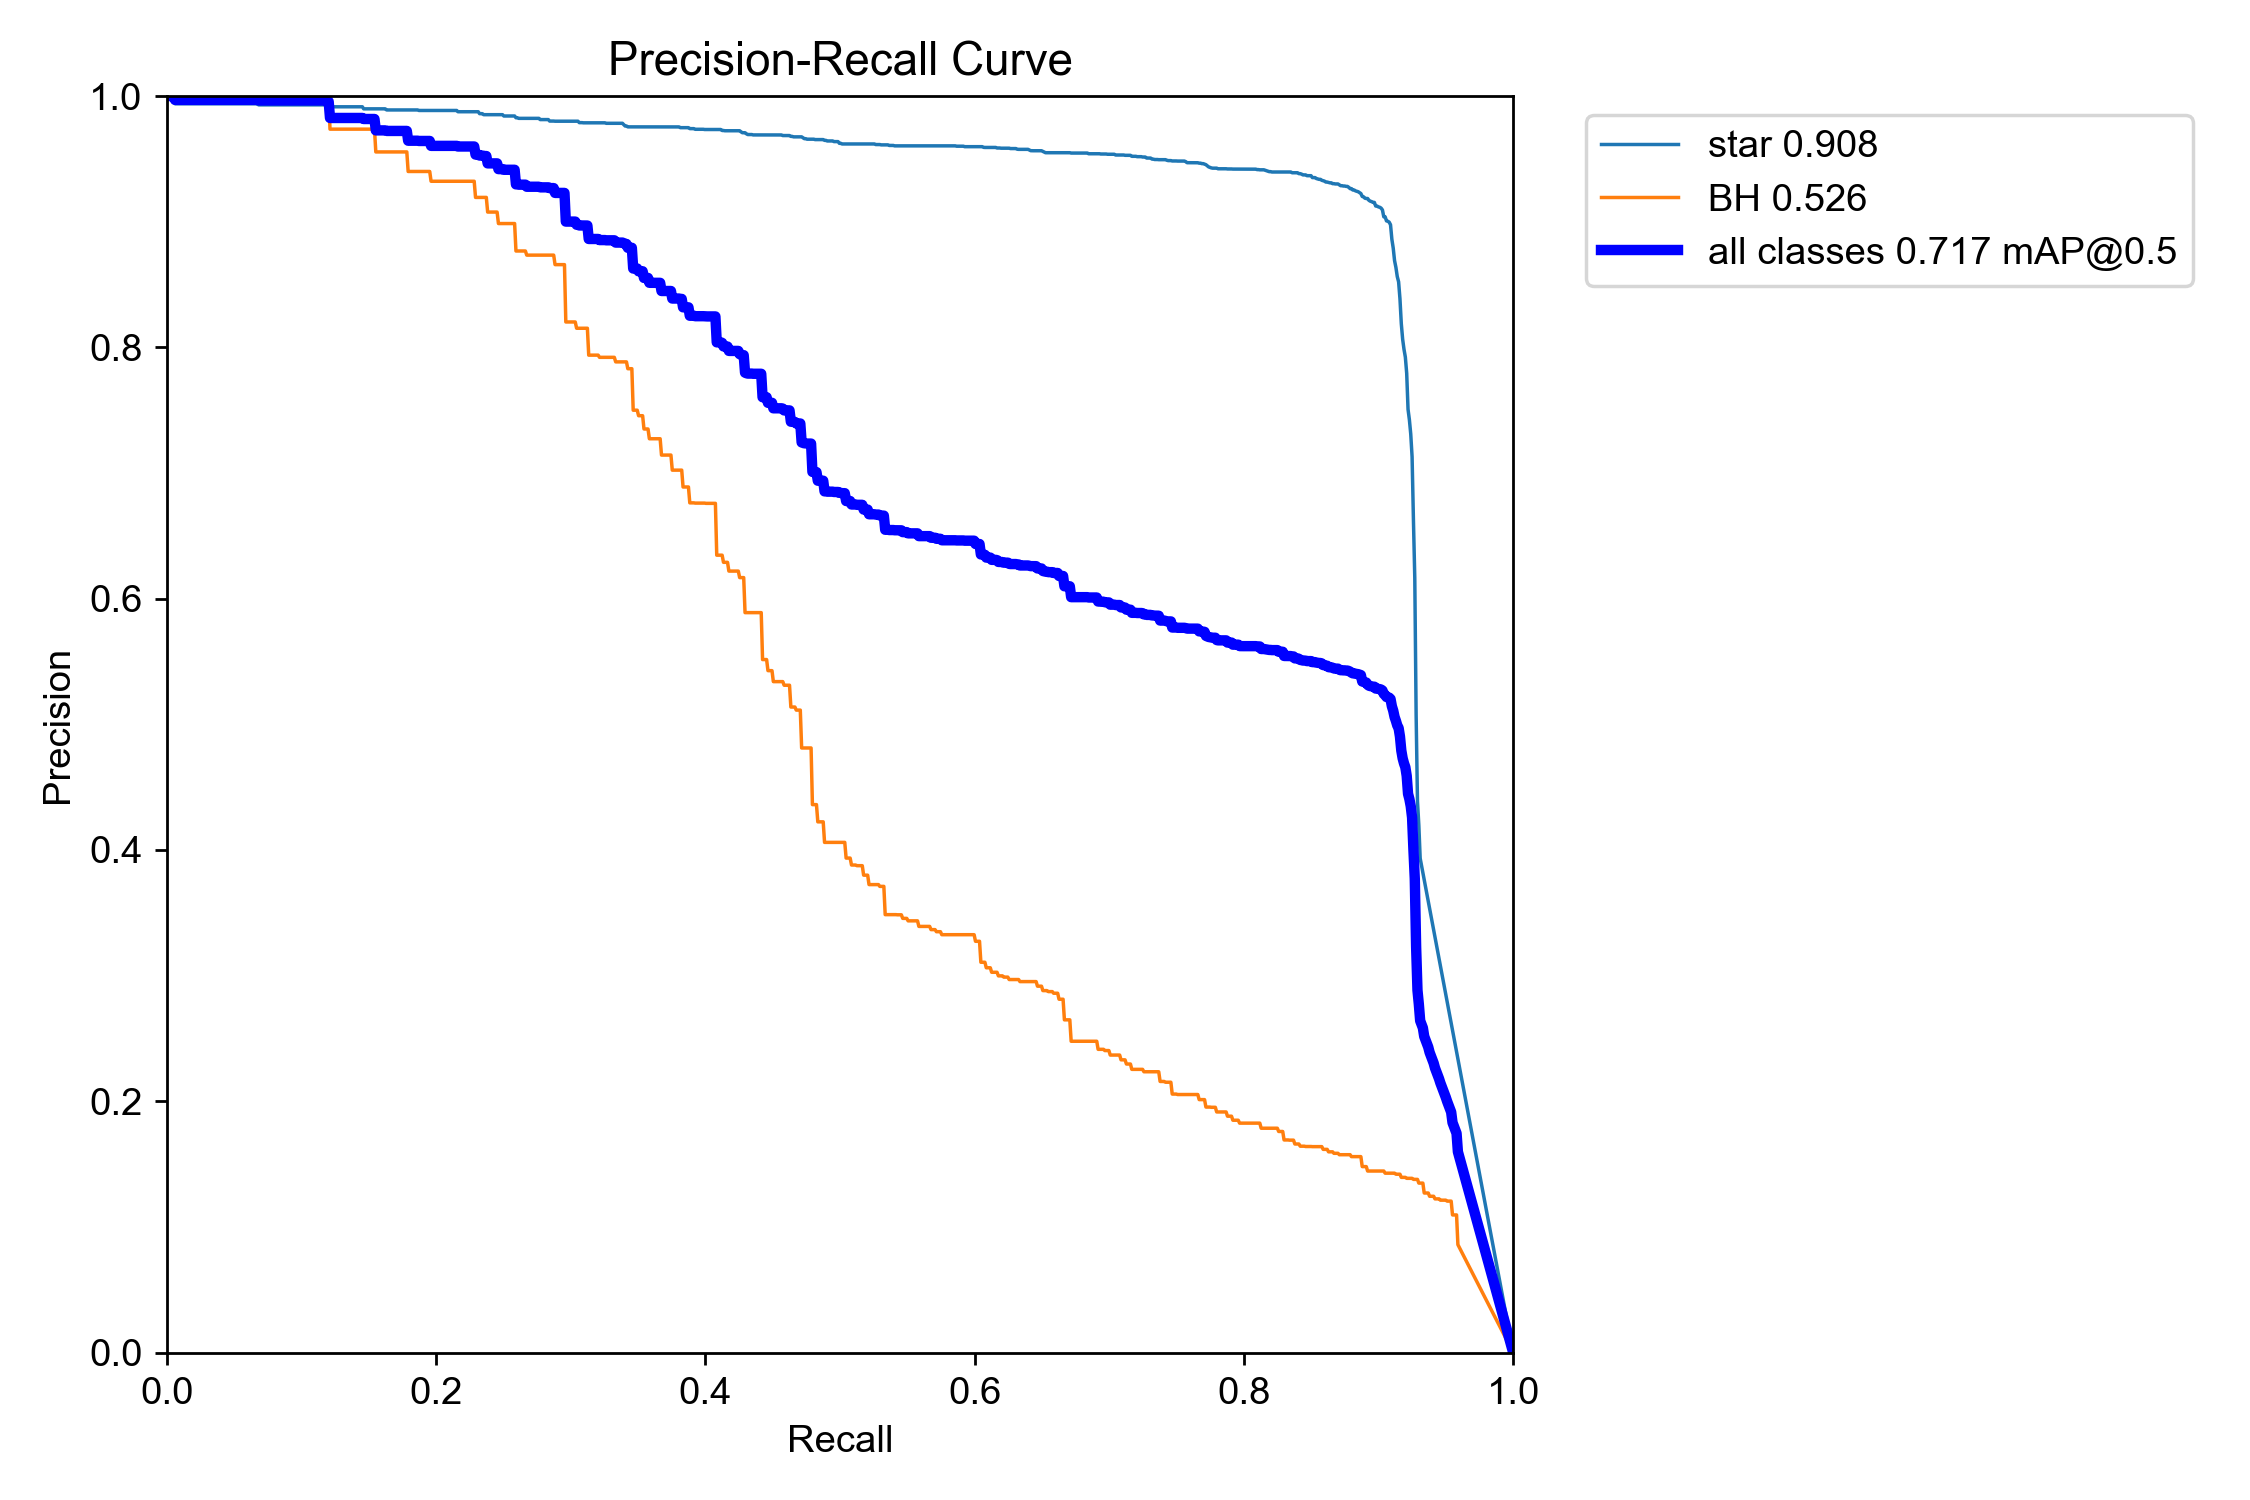 Precision-Recall Curve
star 0.908
BH 0.526
all classes 0.717 mAP@0.5
Precision
1.0
0.8
0.6
0.4
0.2
0.0
0.0 0.2 0.4 0.6 0.8 1.0
Recall